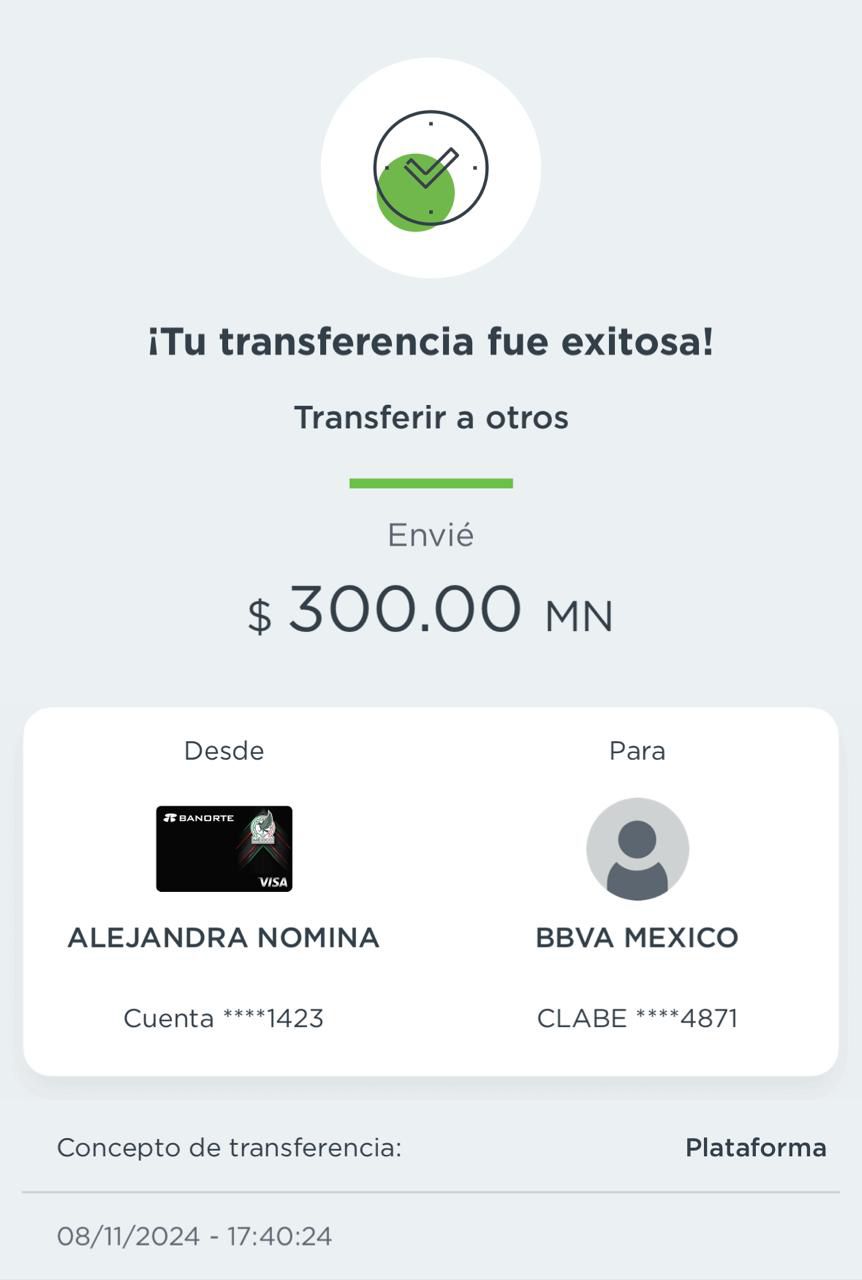 ¡Tu transferencia fue exitosa!
Transferir a otros
Envié
$ 300.00 MN
Desde
Para
BANORTE
MEXICO
VISA
ALEJANDRA NOMINA
BBVA MEXICO
Cuenta ****1423
CLABE ****4871
Concepto de transferencia: Plataforma
08/11/2024 - 17:40:24